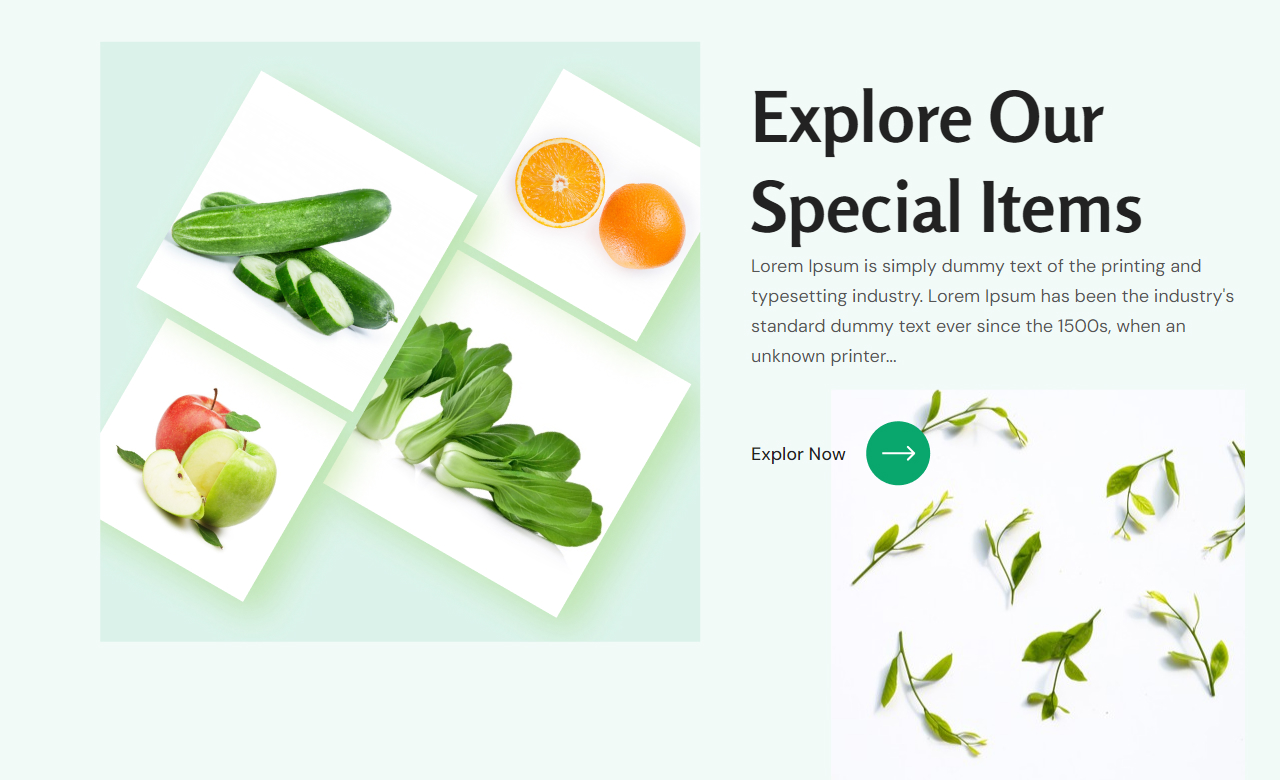 Explore Our
Special Items
Lorem Ipsum is simply dummy text of the printing and
typesetting industry. Lorem Ipsum has been the industry's
standard dummy text ever since the 1500s, when an
unknown printer...
Explor Now